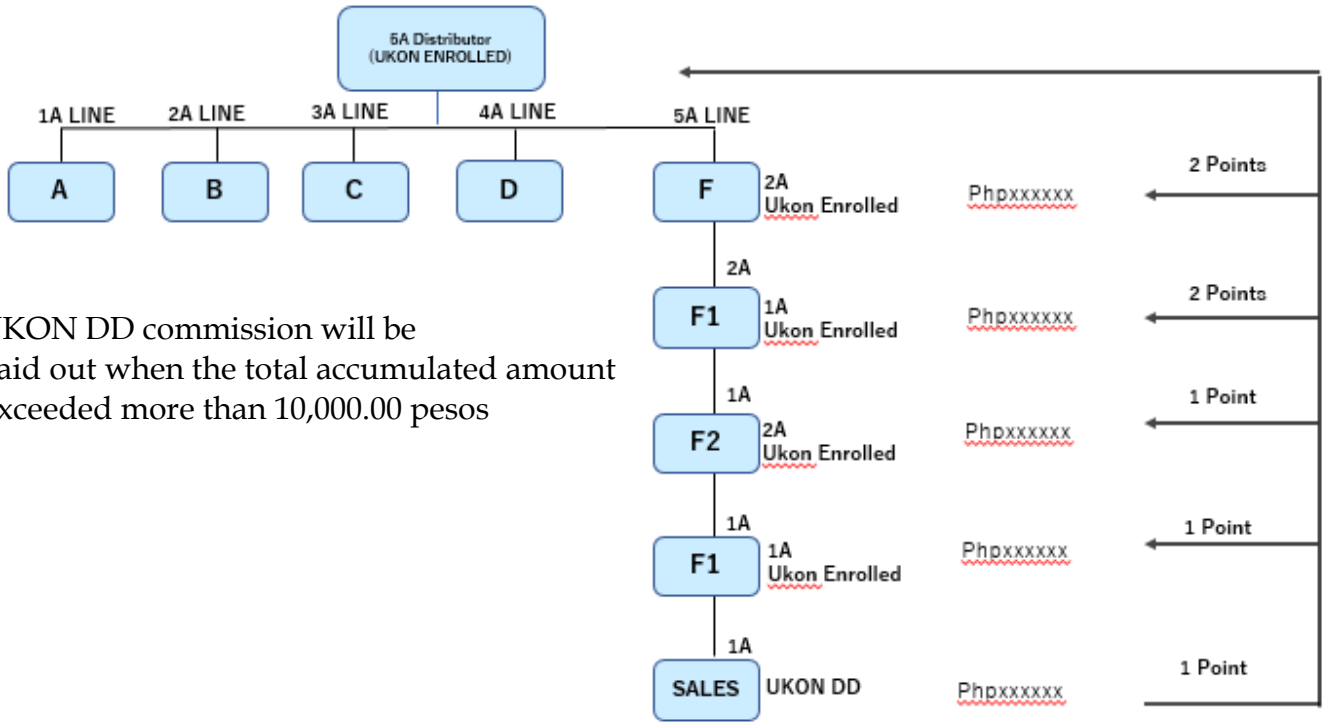 6A Distributor
(UKON ENROLLED)
1A LINE
2A LINE
3A LINE
4A LINE
5A LINE
A
B
C
D
F
2A
Ukon Enrolled
Phpxxxxxx
2 Points
2A
F1
1A
Ukon Enrolled
Phpxxxxxx
2 Points
KON DD commission will be
aid out when the total accumulated amount
xceeded more than 10,000.00 pesos
1A
F2
2A
Ukon Enrolled
Phpxxxxxx
1 Point
1A
F1
1A
Ukon Enrolled
Phpxxxxxx
1 Point
1A
SALES
UKON DD
Phpxxxxxx
1 Point